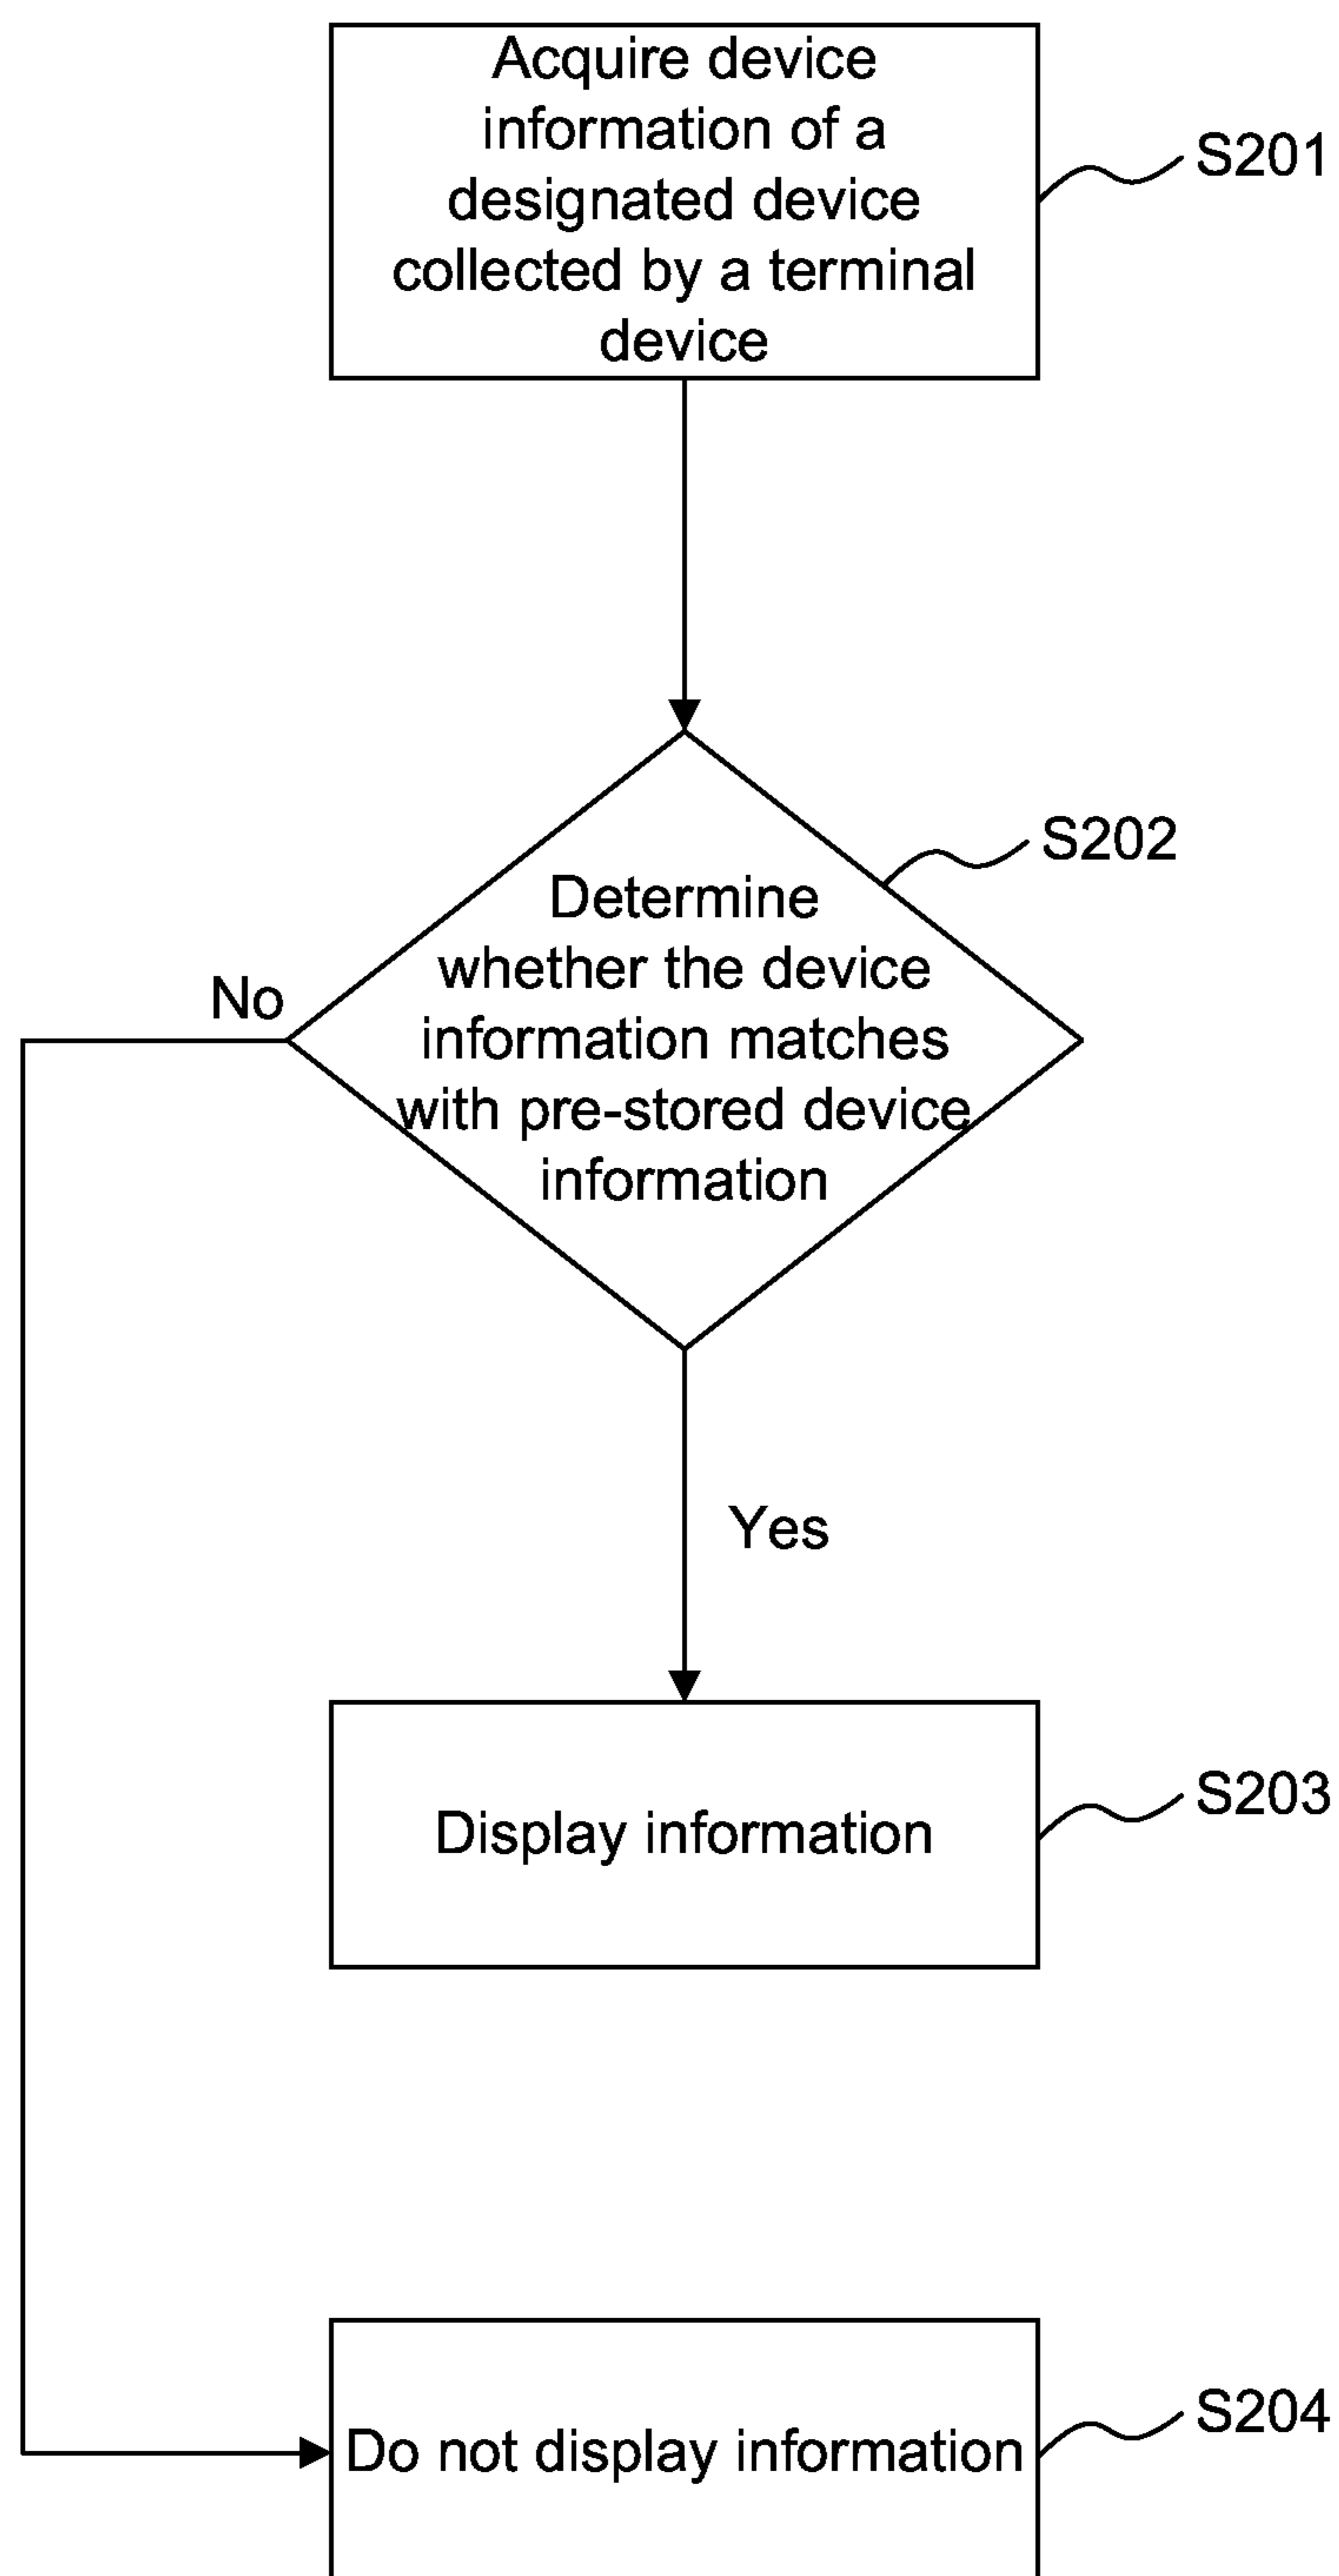 Acquire device
information of a
designated device
collected by a terminal
device
S201
S202
Determine
whether the device
information matches
with pre-stored device
information
No
Yes
Display information
S203
Do not display information
S204